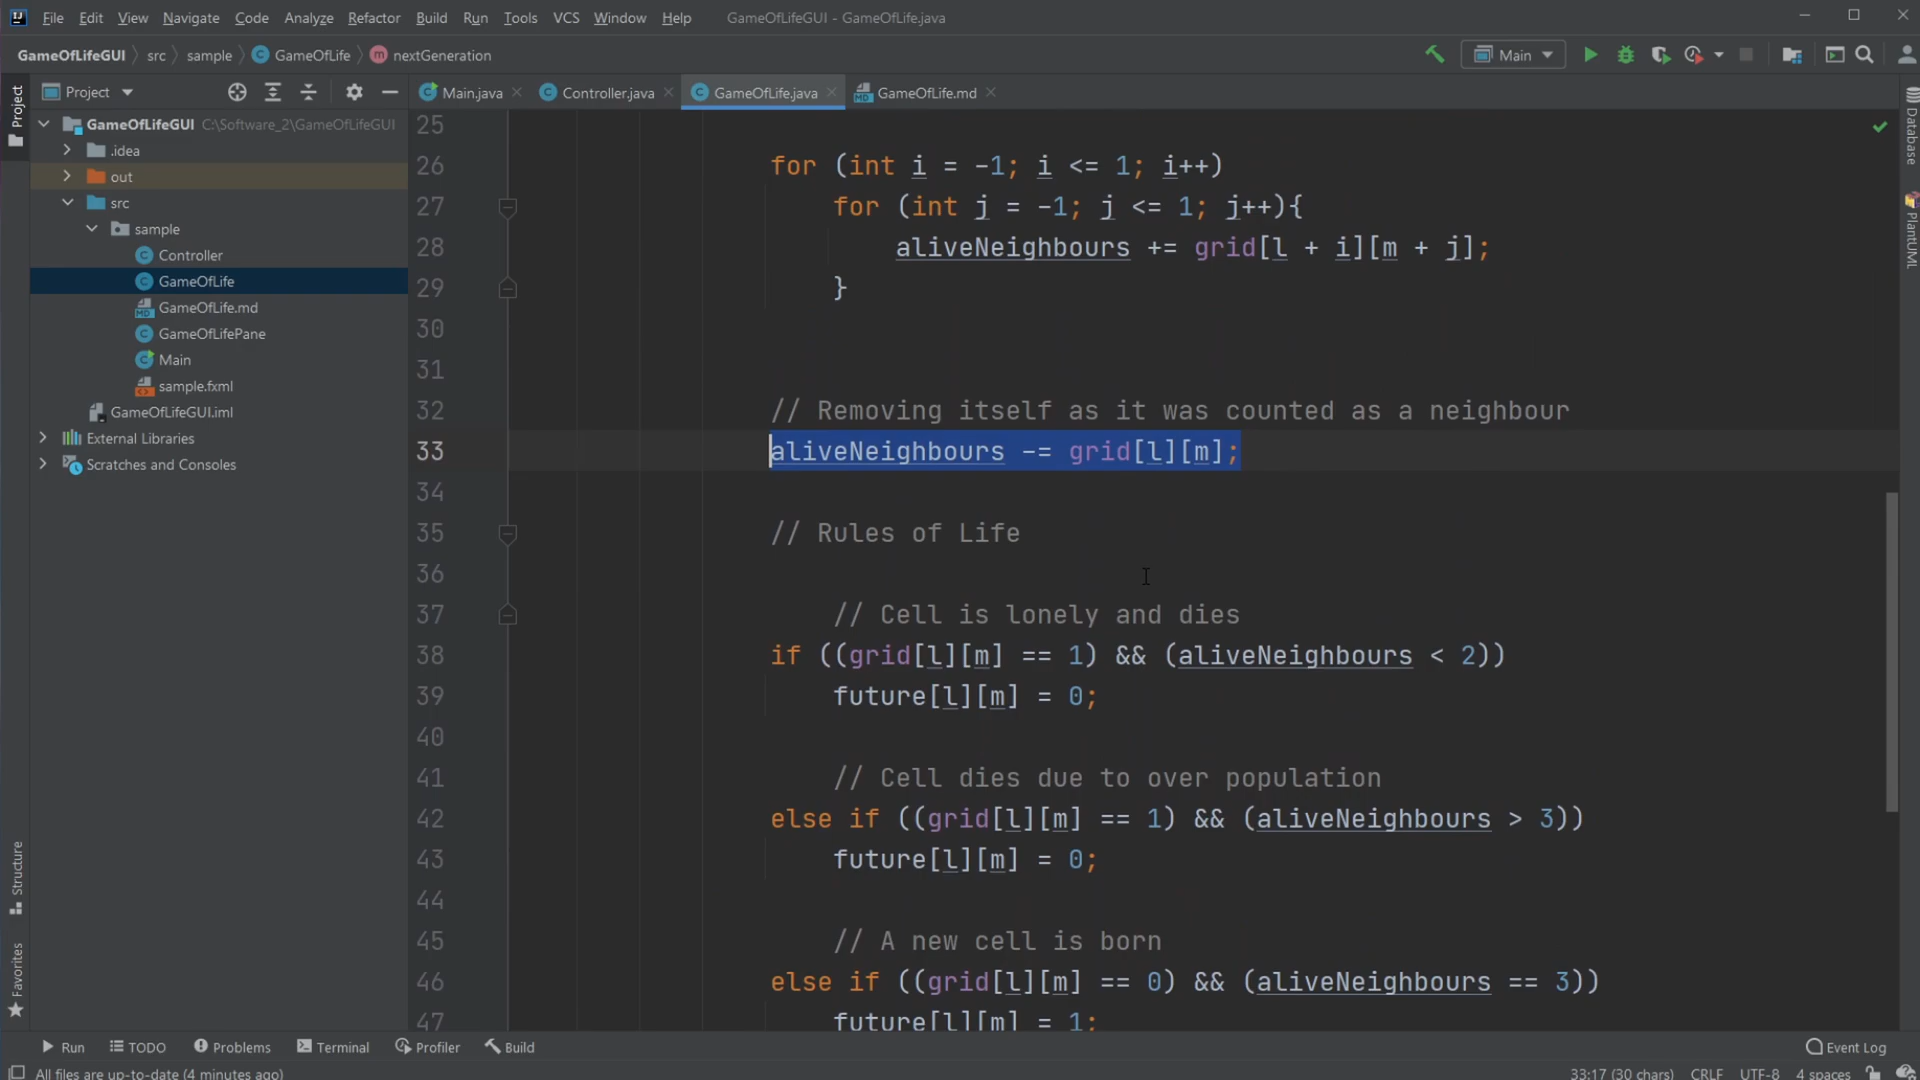 File Edit View Navigate Code Analyze Refactor Build Run Tools VCS Window Help GameOfLifeGUI - GameOfLife.java
GameOfLifeGUI src sample GameOfLife nextGeneration Main
Project
Main.java Controller.java GameOfLife.java GameOfLife.md
GameOfLifeGUI C:\Software_2\GameOfLifeGUI
.idea
out
src
sample
Controller
GameOfLife
GameOfLife.md
GameOfLifePane
Main
sample.fxml
GameOfLifeGUI.iml
External Libraries
Scratches and Consoles
Project
Structure
Favorites
25
26 for (int i = -1; i <= 1; i++)
27 for (int j = -1; j <= 1; j++){
28 aliveNeighbours += grid[l + i][m + j];
29 }
30
31
32 // Removing itself as it was counted as a neighbour
33 aliveNeighbours -= grid[l][m];
34
35 // Rules of Life
36
37 // Cell is lonely and dies
38 if ((grid[l][m] == 1) && (aliveNeighbours < 2))
39 future[l][m] = 0;
40
41 // Cell dies due to over population
42 else if ((grid[l][m] == 1) && (aliveNeighbours > 3))
43 future[l][m] = 0;
44
45 // A new cell is born
46 else if ((grid[l][m] == 0) && (aliveNeighbours == 3))
47 future[l][m] = 1;
Database
PlantUML
Run TODO Problems Terminal Profiler Build Event Log
All files are up-to-date (4 minutes ago) 33:17 (30 chars) CRLF UTF-8 4 spaces